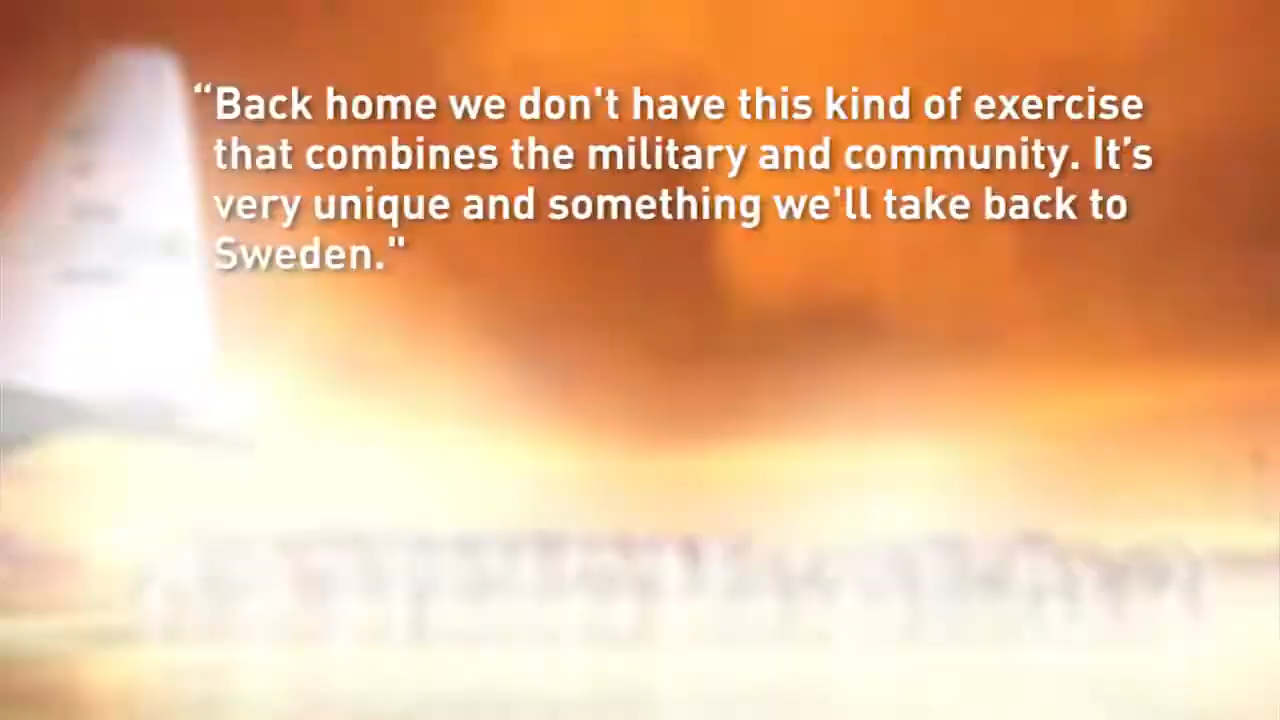 “Back home we don't have this kind of exercise
that combines the military and community. It’s
very unique and something we'll take back to
Sweden."